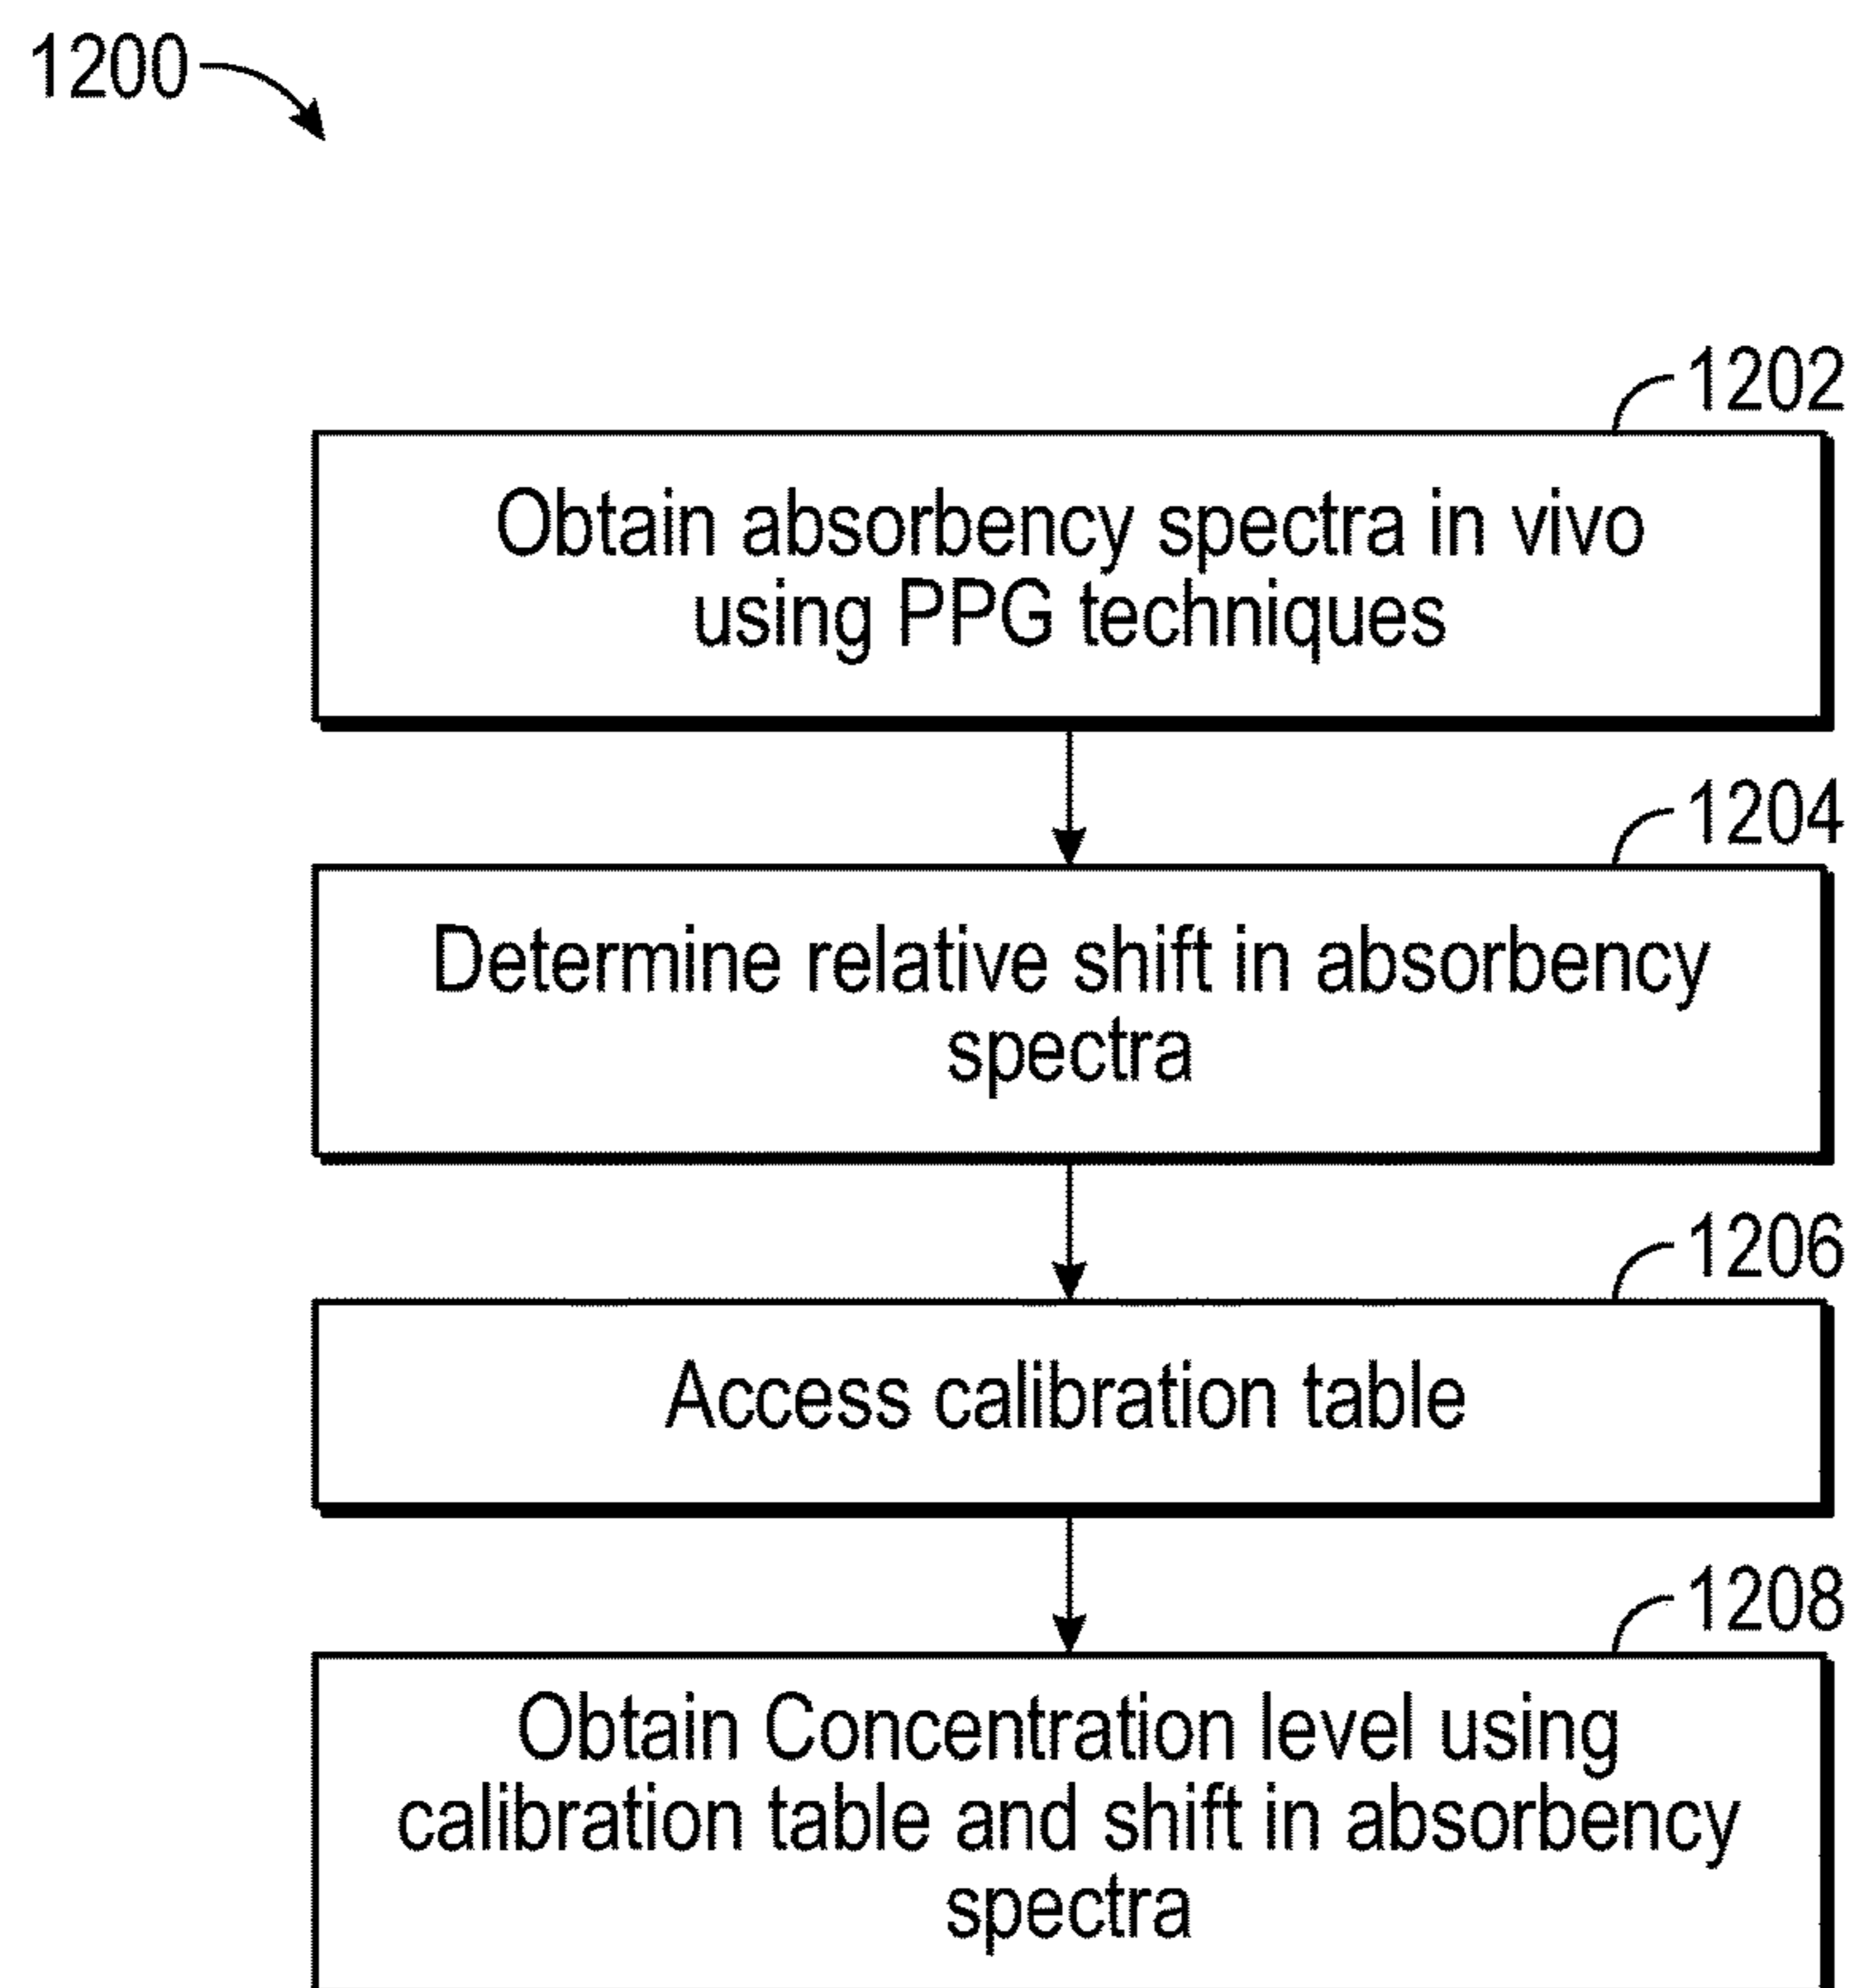 1200
1202
Obtain absorbency spectra in vivo
using PPG techniques
1204
Determine relative shift in absorbency
spectra
1206
Access calibration table
1208
Obtain Concentration level using
calibration table and shift in absorbency
spectra